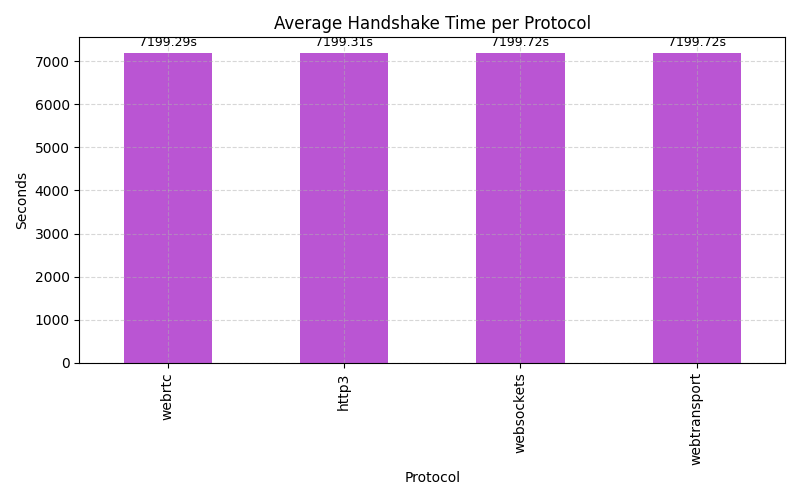 Average Handshake Time per Protocol
7199.29s 7199.31s 7199.72s 7199.72s
7000
6000
5000
4000
3000
2000
1000
0
Seconds
webrtc http3 websockets webtransport
Protocol